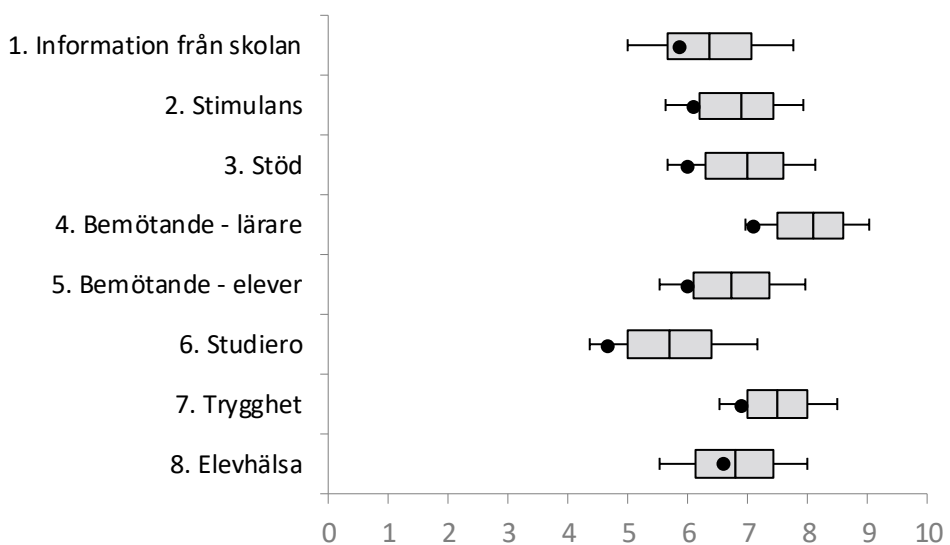 1. Information från skolan
2. Stimulans
3. Stöd
4. Bemötande - lärare
5. Bemötande - elever
6. Studiero
7. Trygghet
8. Elevhälsa
0 1 2 3 4 5 6 7 8 9 10